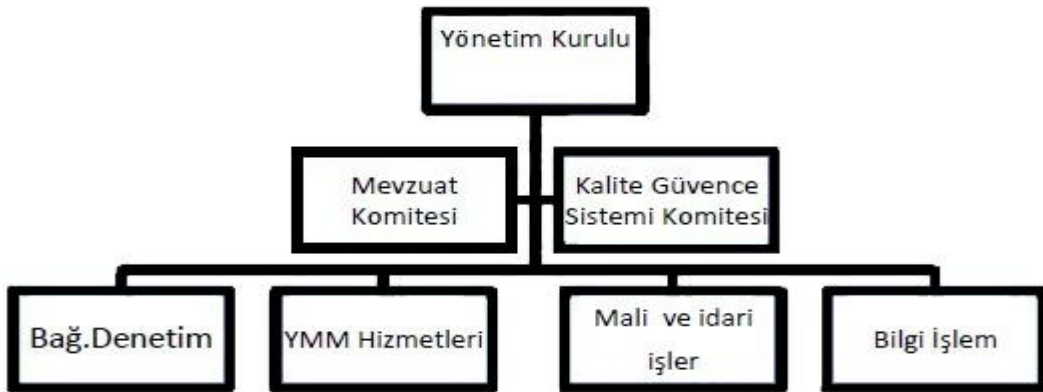 Yönetim Kurulu
Mevzuat
Komitesi
Kalite Güvence
Sistemi Komitesi
Bağ.Denetim
YMM Hizmetleri
Mali ve idari
işler
Bilgi İşlem